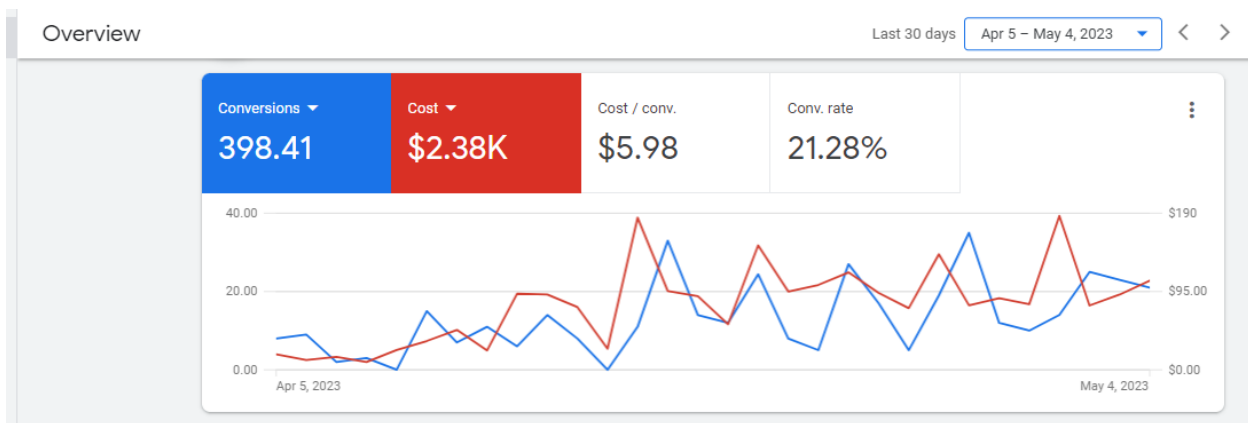 Overview
Last 30 days
Apr 5 – May 4, 2023
Conversions
Cost
Cost / conv.
Conv. rate
398.41
$2.38K
$5.98
21.28%
40.00
$190
20.00
$95.00
0.00
$0.00
Apr 5, 2023
May 4, 2023